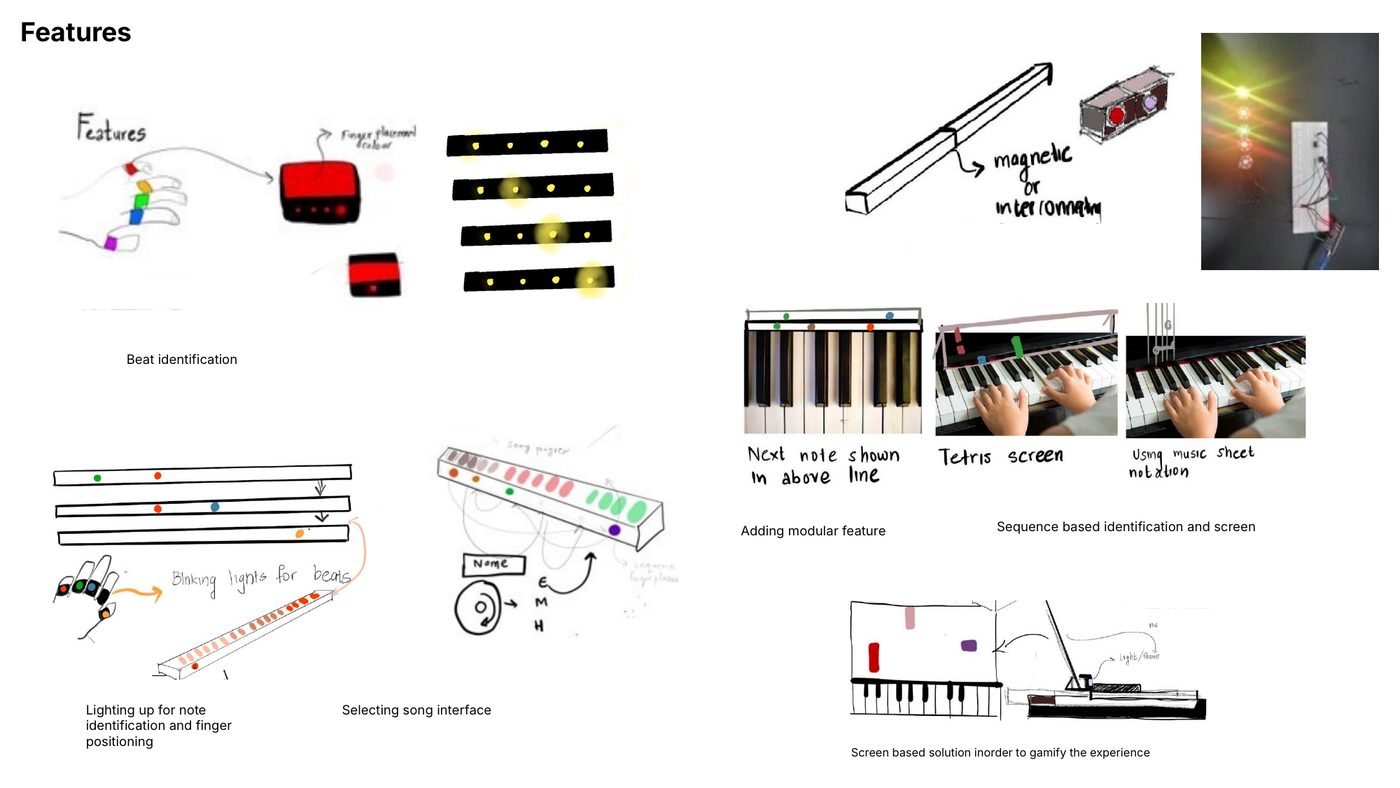 Features
Features
Finger placement
colour
Beat identification
magnetic
or
Blinking lights for beats
Lighting up for note
identification and finger
positioning
song progress
Name
E
M
H
sequence
Selecting song interface
Next note shown
in above line
Adding modular feature
Tetris screen
Using music sheet
notation
Sequence based identification and screen
no
Light/
Screen based solution inorder to gamify the experience